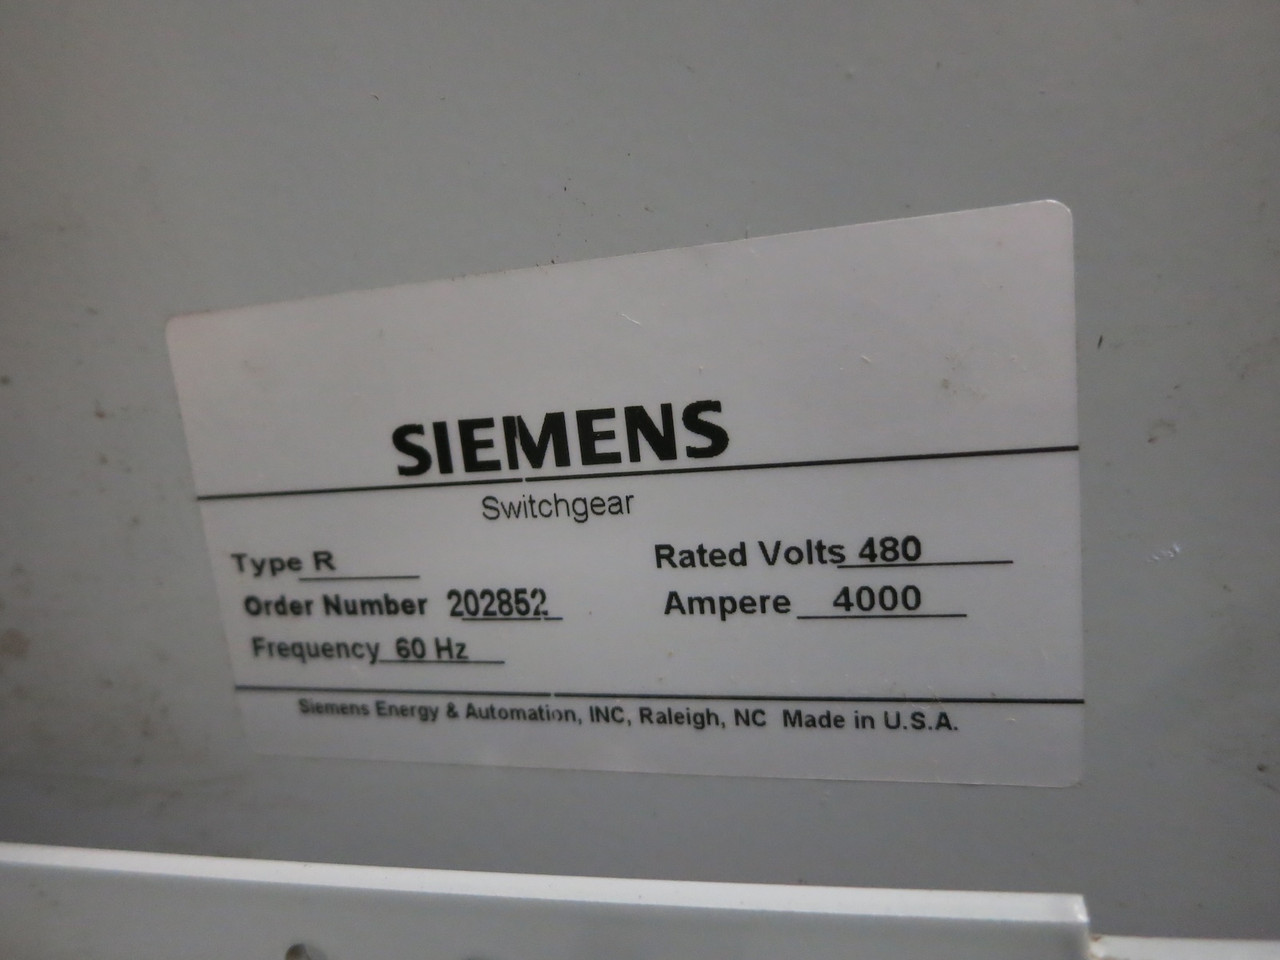 SIEMENS
Switchgear
Type R
Rated Volts 480
Order Number 202852
Ampere 4000
Frequency 60 Hz
Siemens Energy & Automation, INC, Raleigh, NC Made in U.S.A.